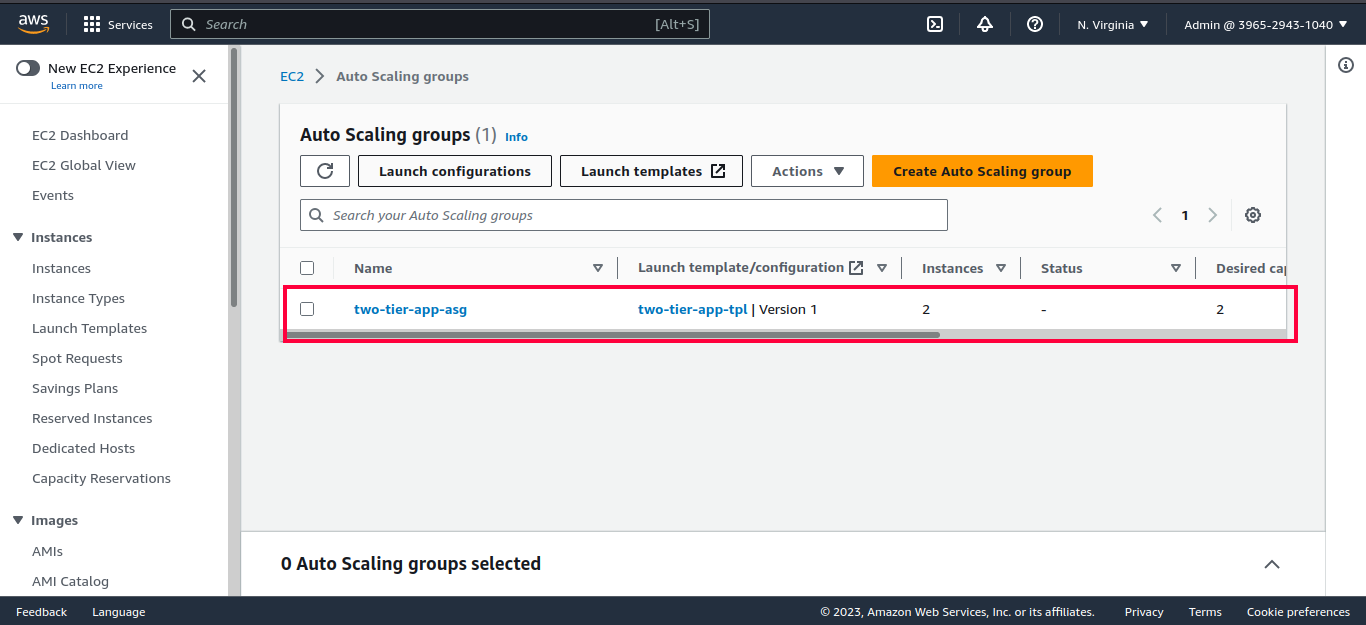 aws
Services
Search
[Alt+S]
N. Virginia
Admin @ 3965-2943-1040
New EC2 Experience
Learn more
EC2 Dashboard
EC2 Global View
Events
Instances
Instances
Instance Types
Launch Templates
Spot Requests
Savings Plans
Reserved Instances
Dedicated Hosts
Capacity Reservations
Images
AMIs
AMI Catalog
EC2 > Auto Scaling groups
Auto Scaling groups (1) Info
Launch configurations
Launch templates
Actions
Create Auto Scaling group
Search your Auto Scaling groups
1
Name
Launch template/configuration
Instances
Status
Desired cap
two-tier-app-asg
two-tier-app-tpl | Version 1
2
-
2
0 Auto Scaling groups selected
Feedback
Language
© 2023, Amazon Web Services, Inc. or its affiliates.
Privacy
Terms
Cookie preferences